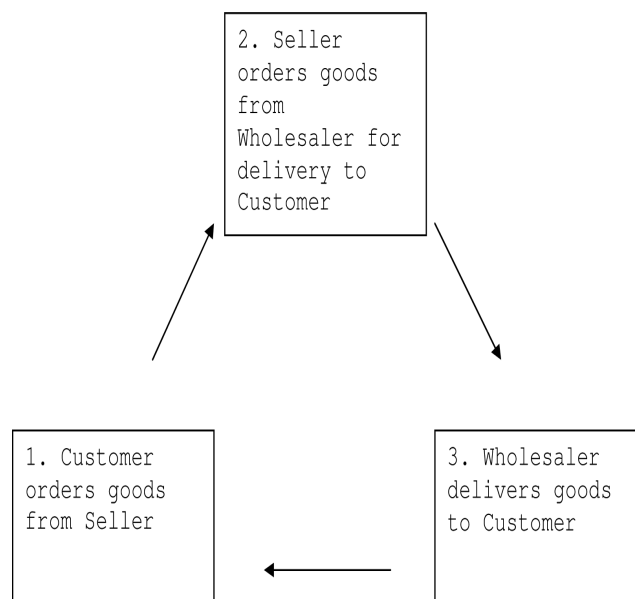 2. Seller
orders goods
from
Wholesaler for
delivery to
Customer
1. Customer
orders goods
from Seller
3. Wholesaler
delivers goods
to Customer